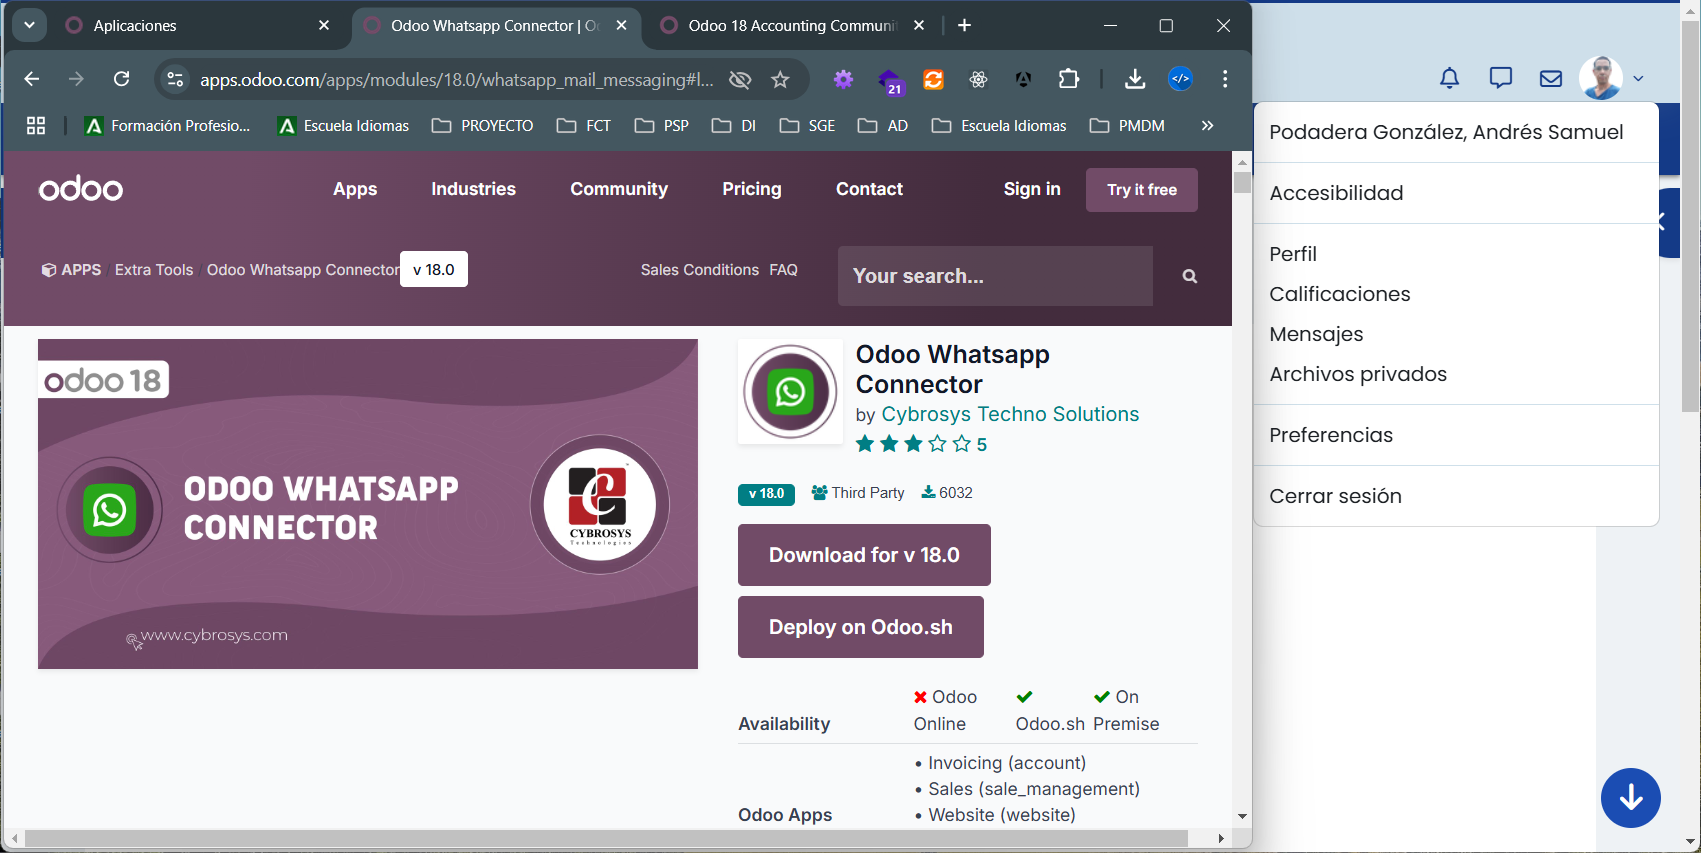 Aplicaciones
Odoo Whatsapp Connector | O
Odoo 18 Accounting Communi
apps.odoo.com/apps/modules/18.0/whatsapp_mail_messaging#l...
21
Formación Profesio...
Escuela Idiomas
PROYECTO
FCT
PSP
DI
SGE
AD
Escuela Idiomas
PMDM
odoo
Apps
Industries
Community
Pricing
Contact
Sign in
Try it free
APPS / Extra Tools / Odoo Whatsapp Connector v 18.0
Sales Conditions
FAQ
Your search...
odoo 18
ODOO WHATSAPP
CONNECTOR
CYBROSYS
Technologies
www.cybrosys.com
Odoo Whatsapp
Connector
by Cybrosys Techno Solutions
5
v 18.0
Third Party
6032
Download for v 18.0
Deploy on Odoo.sh
Availability
Odoo Online
Odoo.sh
On Premise
Odoo Apps
• Invoicing (account)
• Sales (sale_management)
• Website (website)
Podadera González, Andrés Samuel
Accesibilidad
Perfil
Calificaciones
Mensajes
Archivos privados
Preferencias
Cerrar sesión